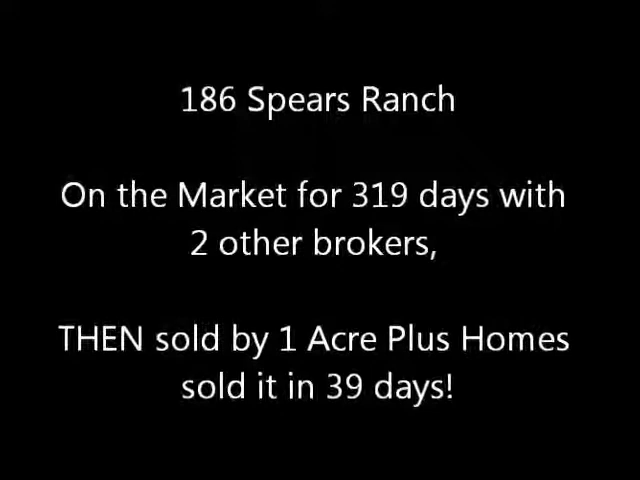 186 Spears Ranch
On the Market for 319 days with
2 other brokers,
THEN sold by 1 Acre Plus Homes
sold it in 39 days!